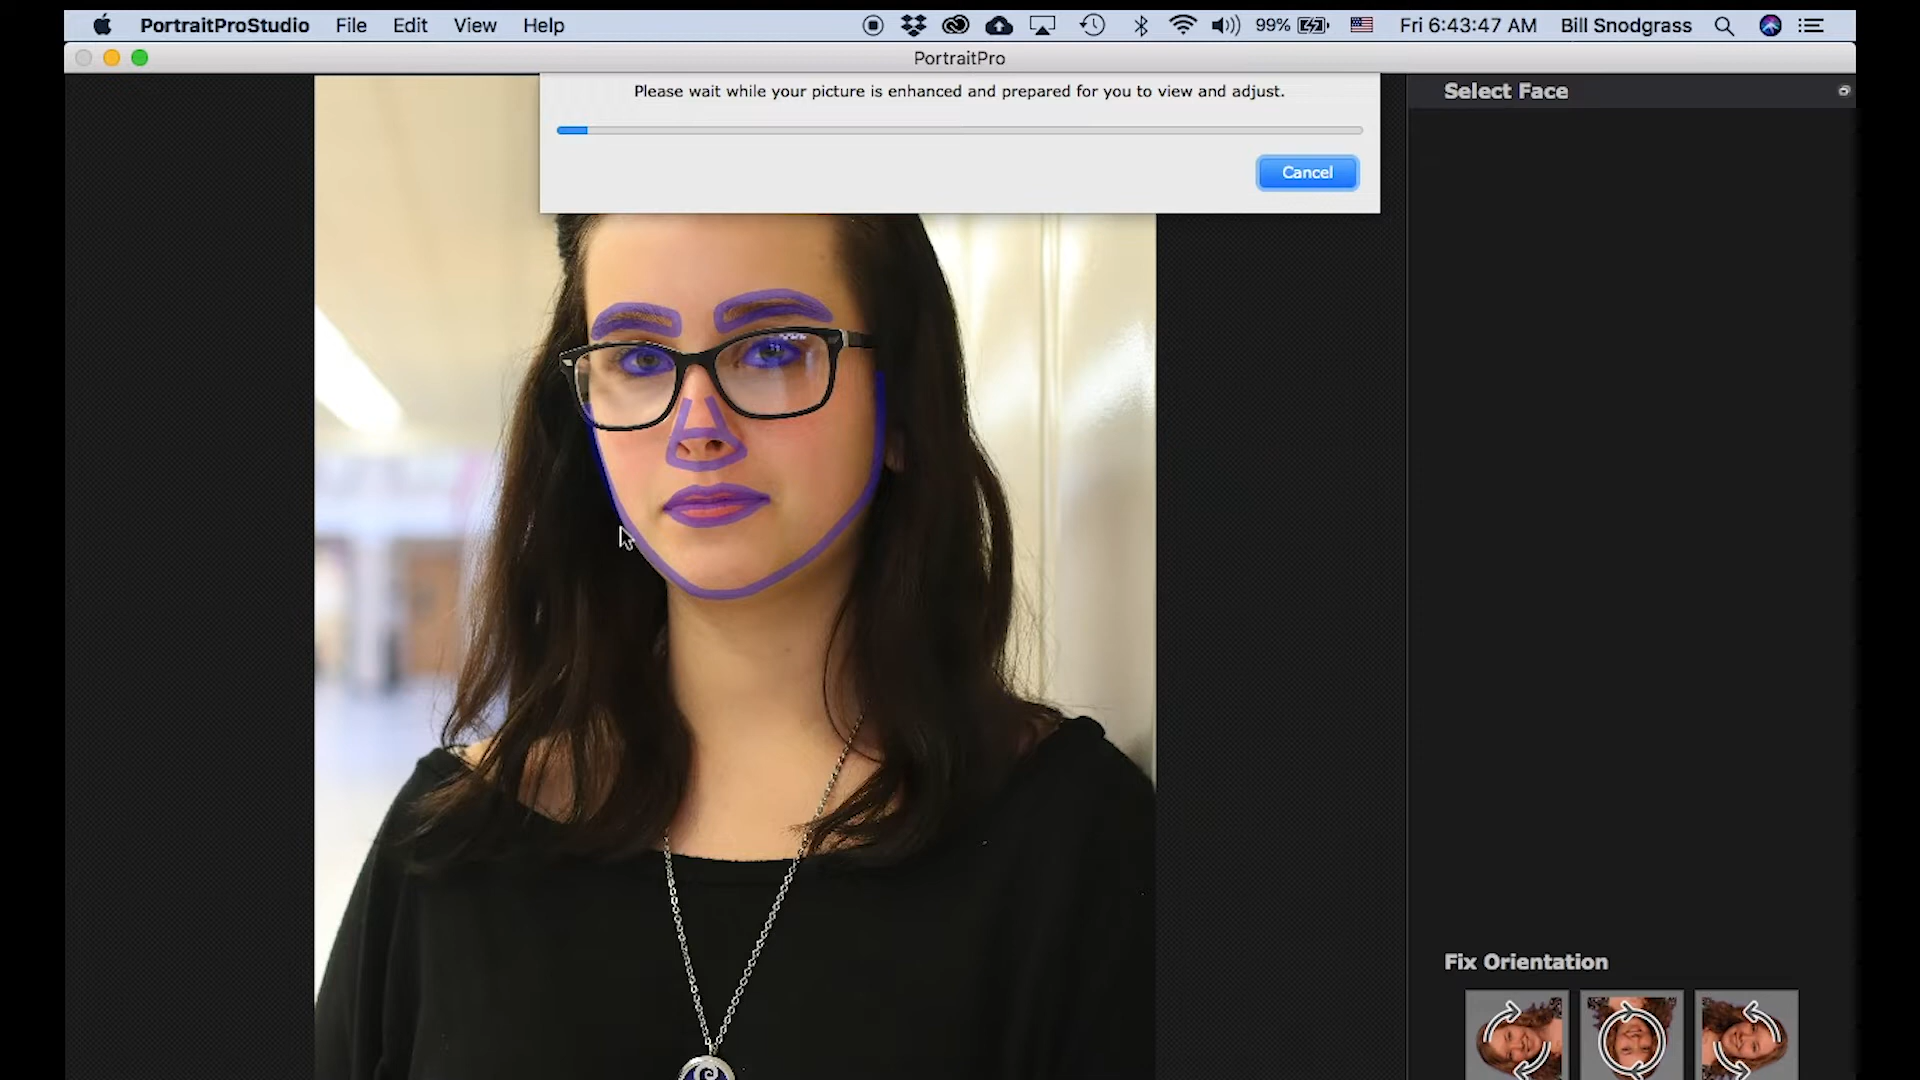 PortraitProStudio File Edit View Help 99% Fri 6:43:47 AM Bill Snodgrass
PortraitPro
Please wait while your picture is enhanced and prepared for you to view and adjust.
Cancel
Select Face
Fix Orientation